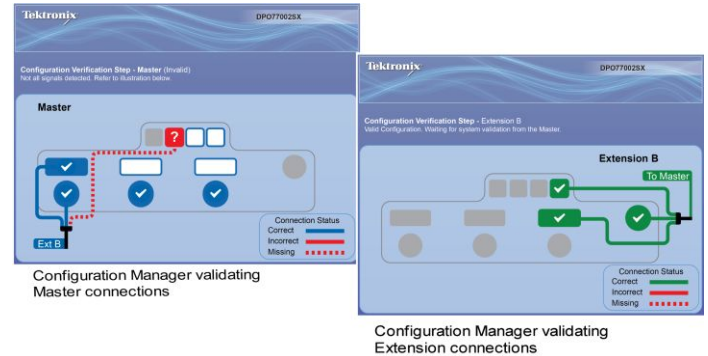 Tektronix
DPO77002SX
Configuration Verification Step - Master (Invalid)
Not all signals detected. Refer to illustration below.
Master
?
Ext B
Connection Status
Correct
Incorrect
Missing
Configuration Manager validating
Master connections
Tektronix
DPO77002SX
Configuration Verification Step - Extension B
Valid Configuration. Waiting for system validation from the Master.
Extension B
To Master
Connection Status
Correct
Incorrect
Missing
Configuration Manager validating
Extension connections